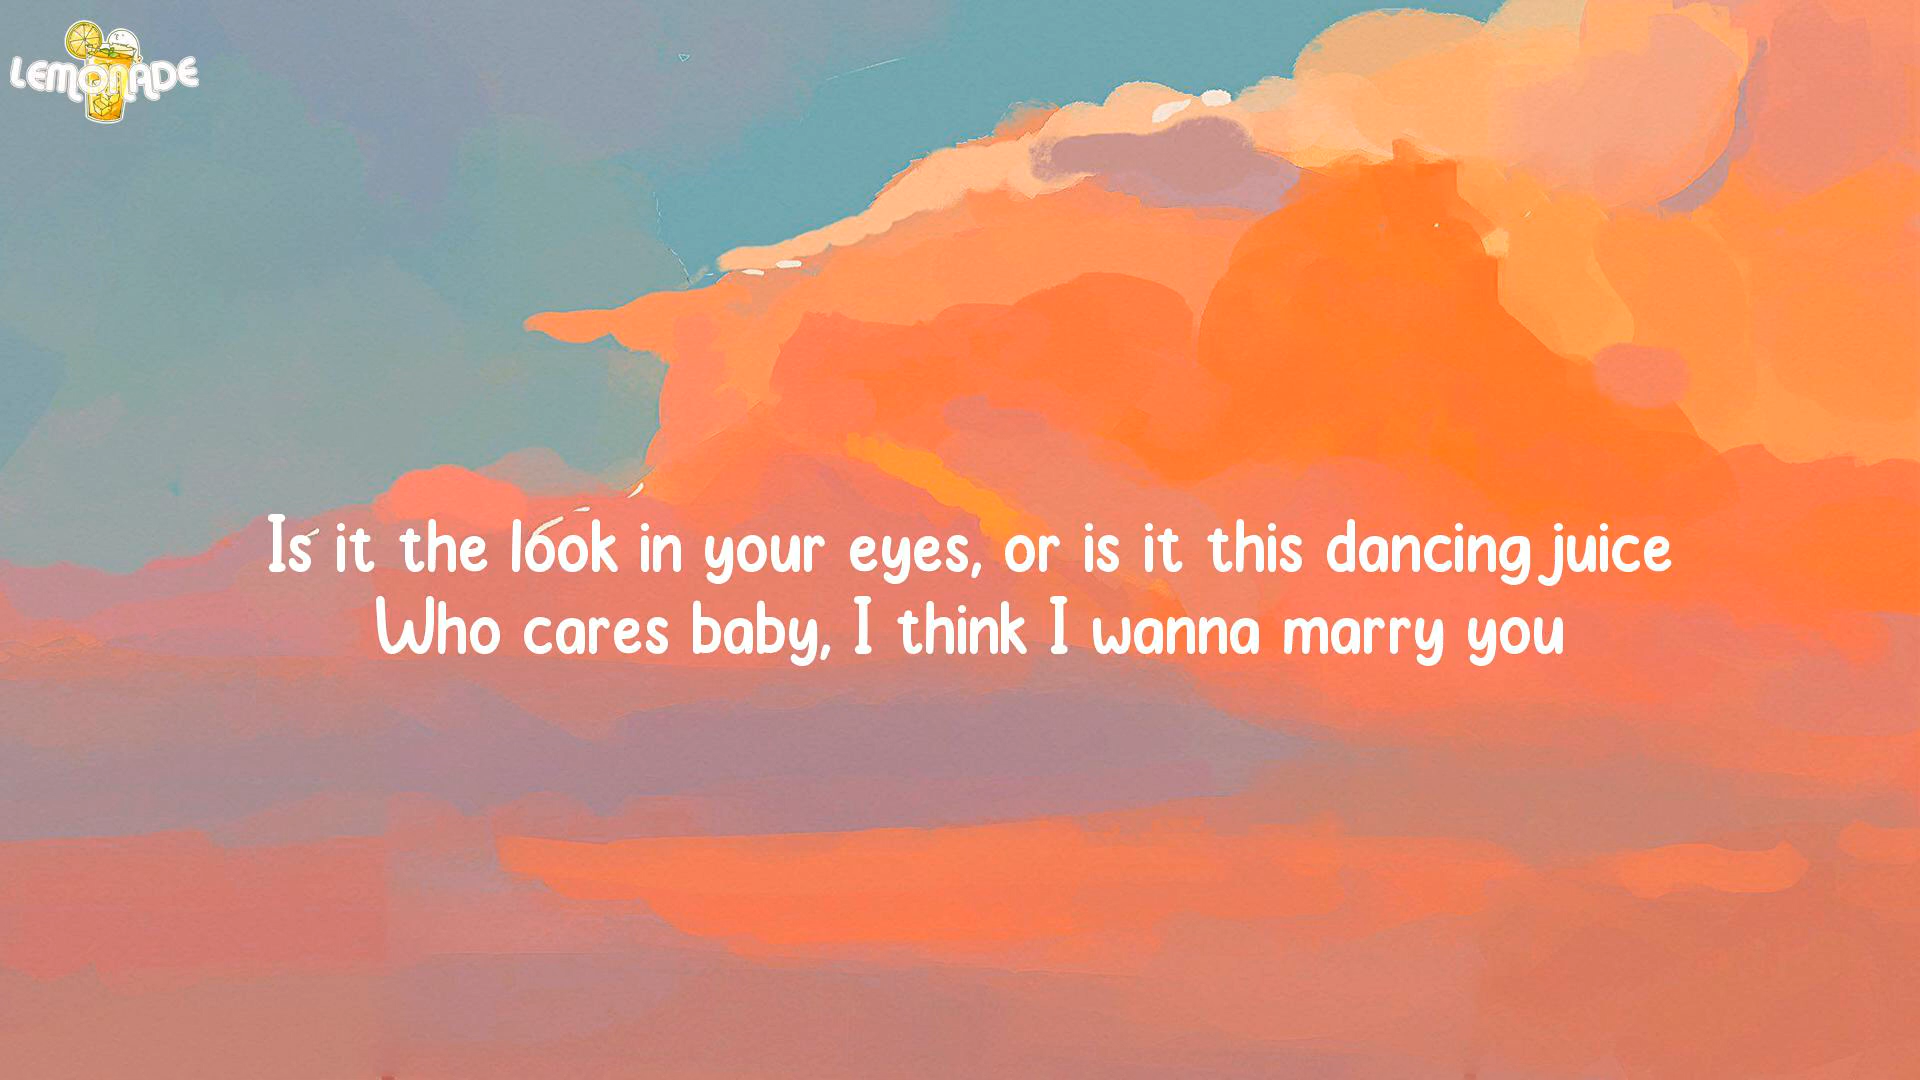 LEMONADE
Is it the look in your eyes, or is it this dancing juice
Who cares baby, I think I wanna marry you